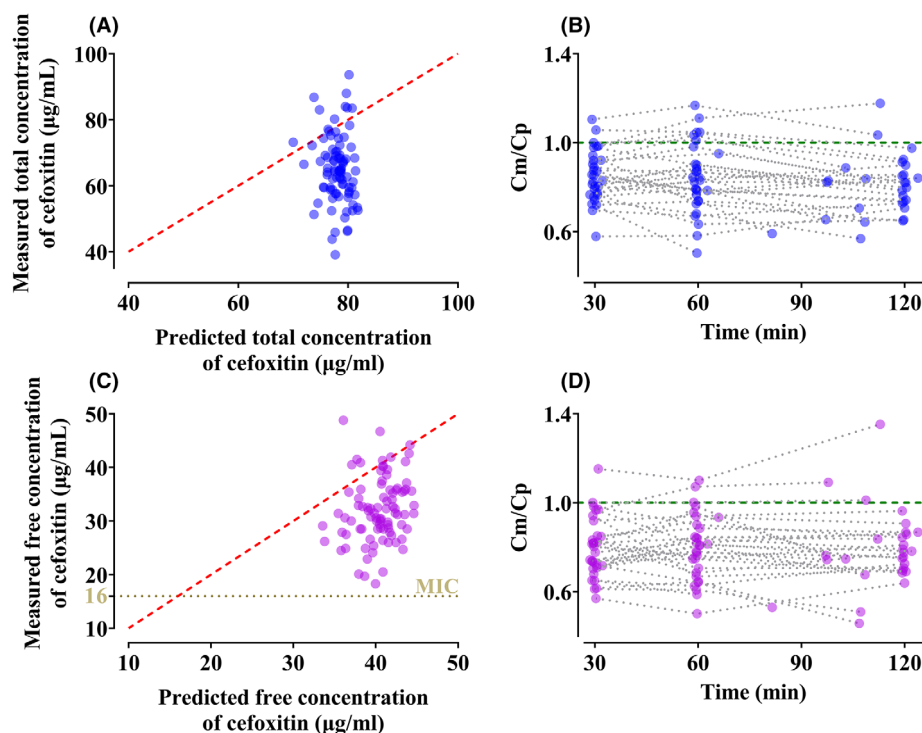 (A)
Measured total concentration
of cefoxitin (µg/mL)
100
80
60
40
40 60 80 100
Predicted total concentration
of cefoxitin (µg/ml)
(B)
Cm/Cp
1.4
1.0
0.6
30 60 90 120
Time (min)
(C)
Measured free concentration
of cefoxitin (µg/mL)
50
40
30
20
16
10
MIC
10 20 30 40 50
Predicted free concentration
of cefoxitin (µg/ml)
(D)
Cm/Cp
1.4
1.0
0.6
30 60 90 120
Time (min)